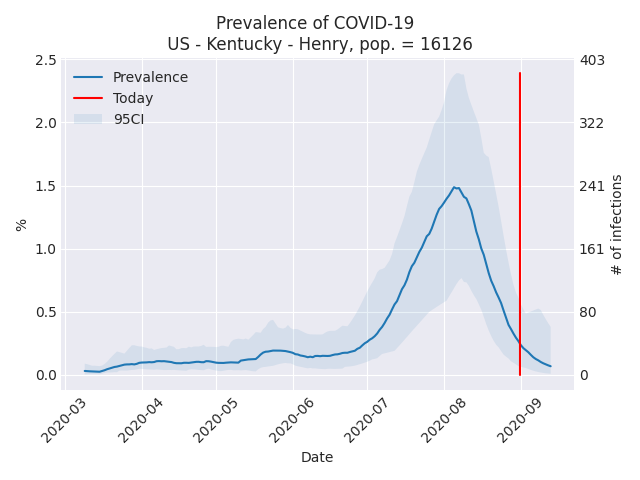 Prevalence of COVID-19
US - Kentucky - Henry, pop. = 16126
Prevalence
Today
95CI
2.5
2.0
1.5
1.0
0.5
0.0
%
403
322
241
161
80
0
# of infections
2020-03
2020-04
2020-05
2020-06
2020-07
2020-08
2020-09
Date